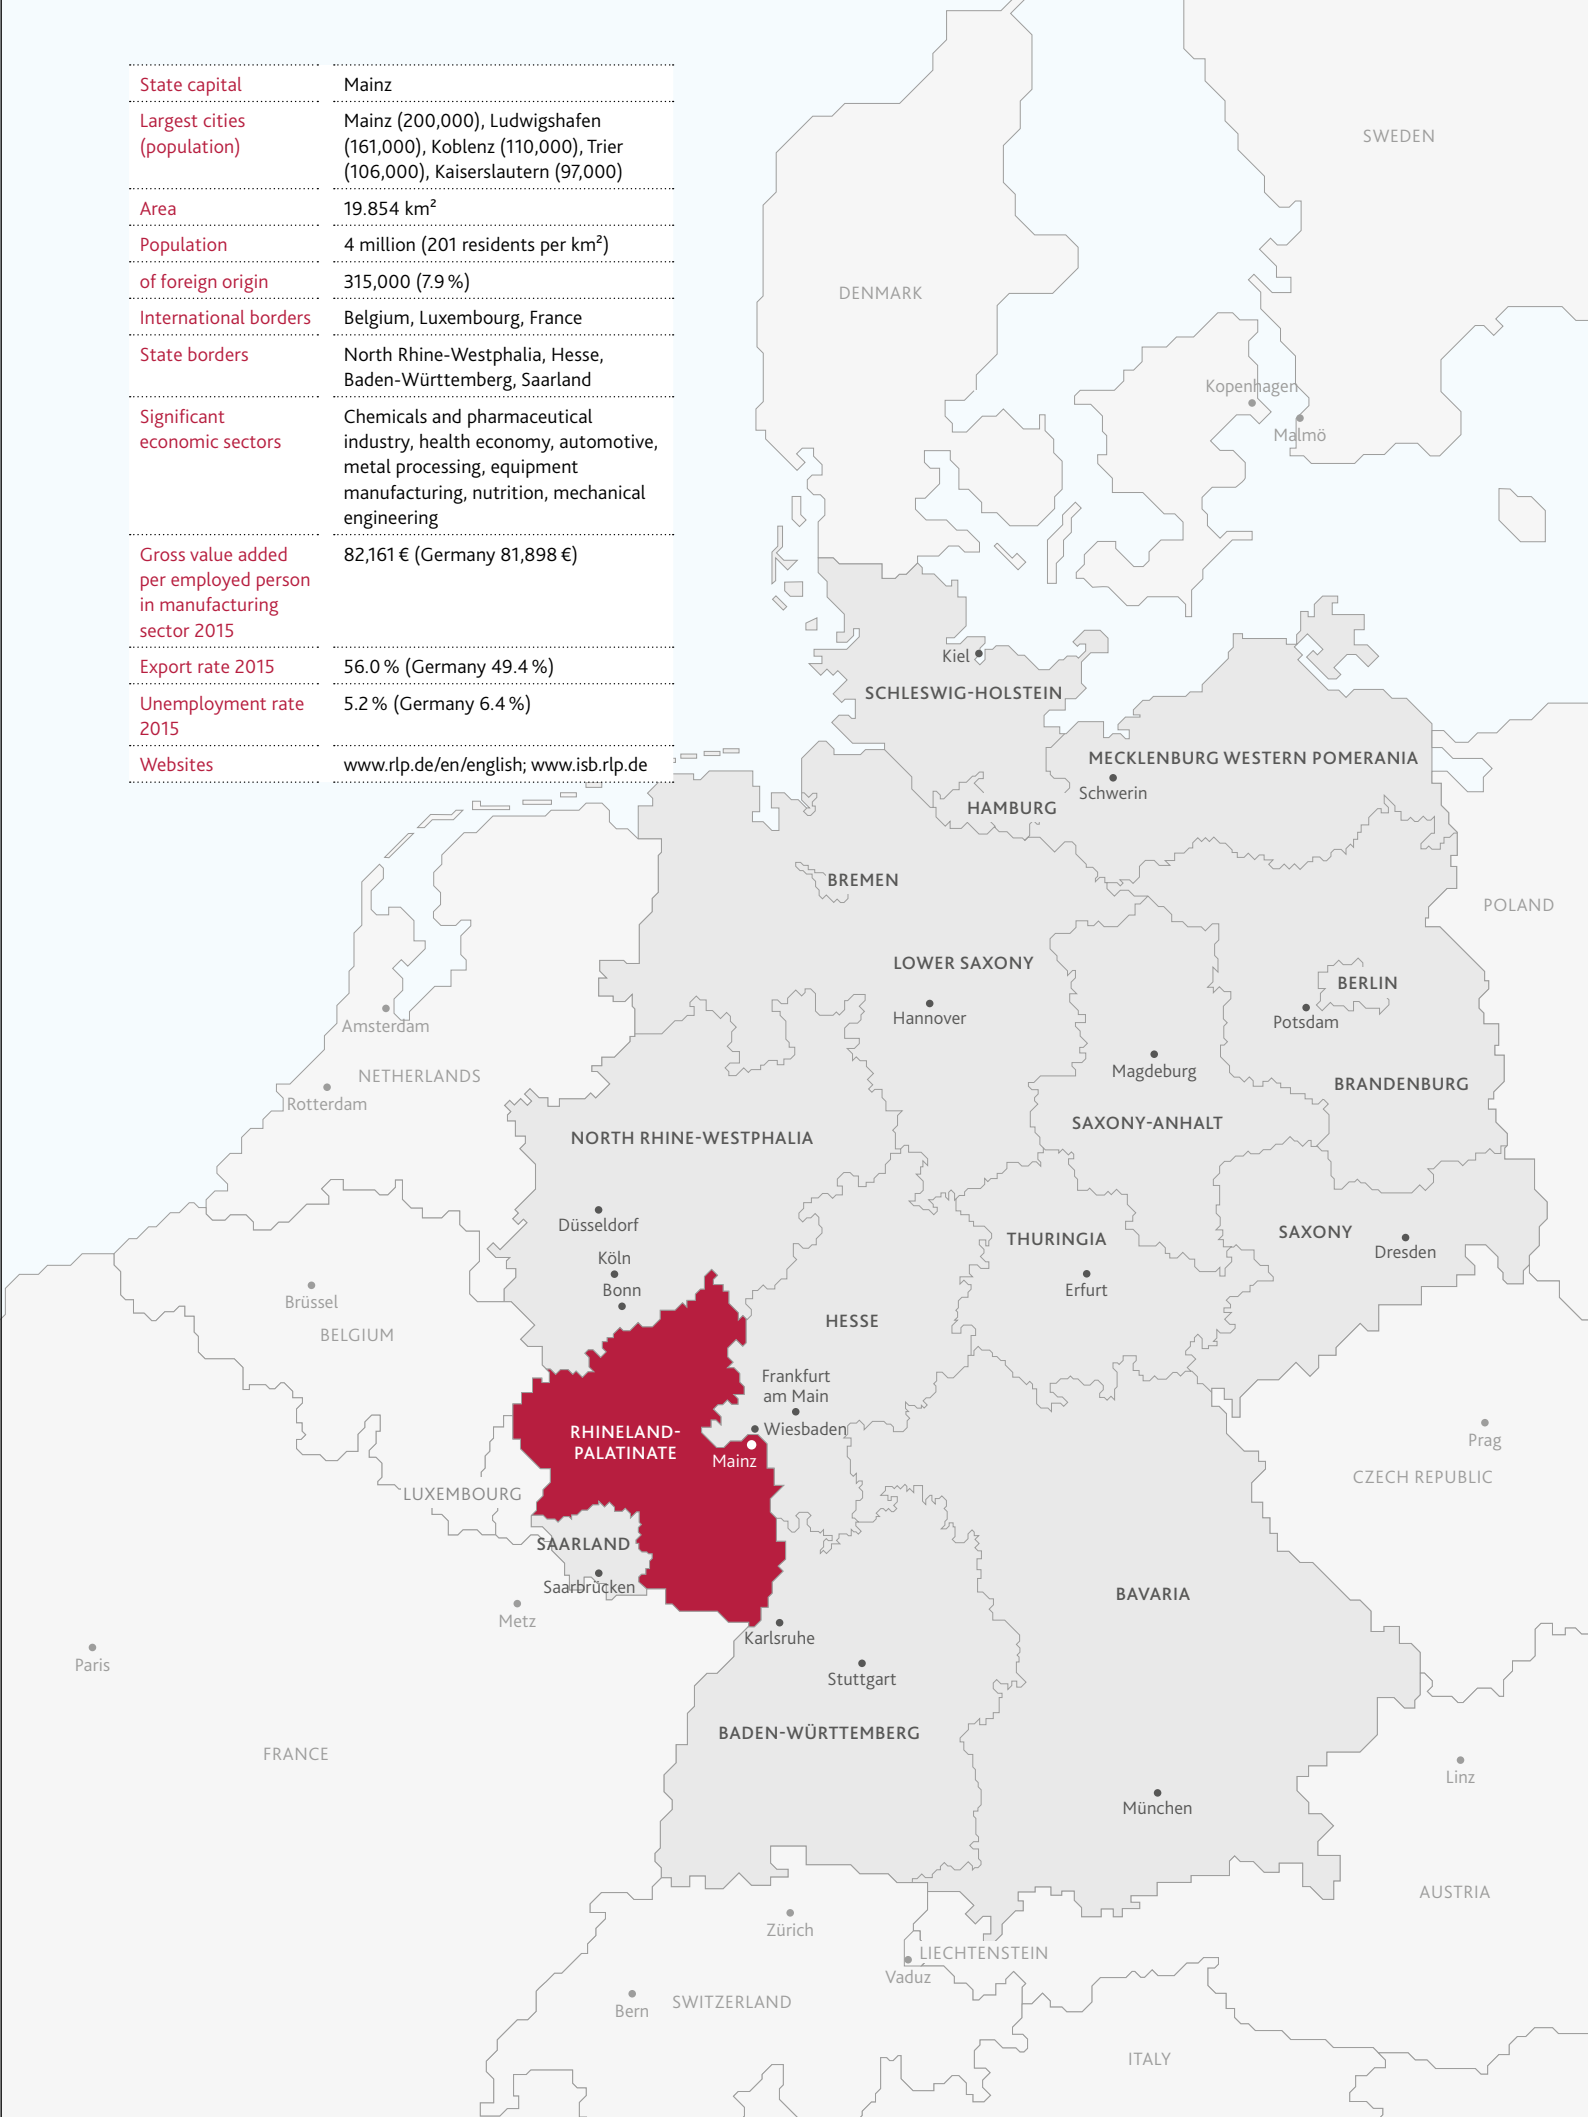 State capital
Mainz
Largest cities
(population)
Mainz (200,000), Ludwigshafen
(161,000), Koblenz (110,000), Trier
(106,000), Kaiserslautern (97,000)
Area
19.854 km²
Population
4 million (201 residents per km²)
of foreign origin
315,000 (7.9 %)
International borders
Belgium, Luxembourg, France
State borders
North Rhine-Westphalia, Hesse,
Baden-Württemberg, Saarland
Significant
economic sectors
Chemicals and pharmaceutical
industry, health economy, automotive,
metal processing, equipment
manufacturing, nutrition, mechanical
engineering
Gross value added
per employed person
in manufacturing
sector 2015
82,161 € (Germany 81,898 €)
Export rate 2015
56.0 % (Germany 49.4 %)
Unemployment rate
2015
5.2 % (Germany 6.4 %)
Websites
www.rlp.de/en/english; www.isb.rlp.de
SWEDEN
DENMARK
Kopenhagen
Malmö
Kiel
SCHLESWIG-HOLSTEIN
MECKLENBURG WESTERN POMERANIA
Schwerin
HAMBURG
BREMEN
POLAND
LOWER SAXONY
BERLIN
Hannover
Potsdam
Amsterdam
Magdeburg
NETHERLANDS
BRANDENBURG
Rotterdam
SAXONY-ANHALT
NORTH RHINE-WESTPHALIA
Düsseldorf
SAXONY
THURINGIA
Dresden
Köln
Bonn
Erfurt
Brüssel
BELGIUM
HESSE
Frankfurt
am Main
Wiesbaden
RHINELAND-
PALATINATE
Mainz
Prag
CZECH REPUBLIC
LUXEMBOURG
SAARLAND
Saarbrücken
BAVARIA
Metz
Karlsruhe
Paris
Stuttgart
BADEN-WÜRTTEMBERG
FRANCE
Linz
München
AUSTRIA
Zürich
LIECHTENSTEIN
Vaduz
SWITZERLAND
Bern
ITALY